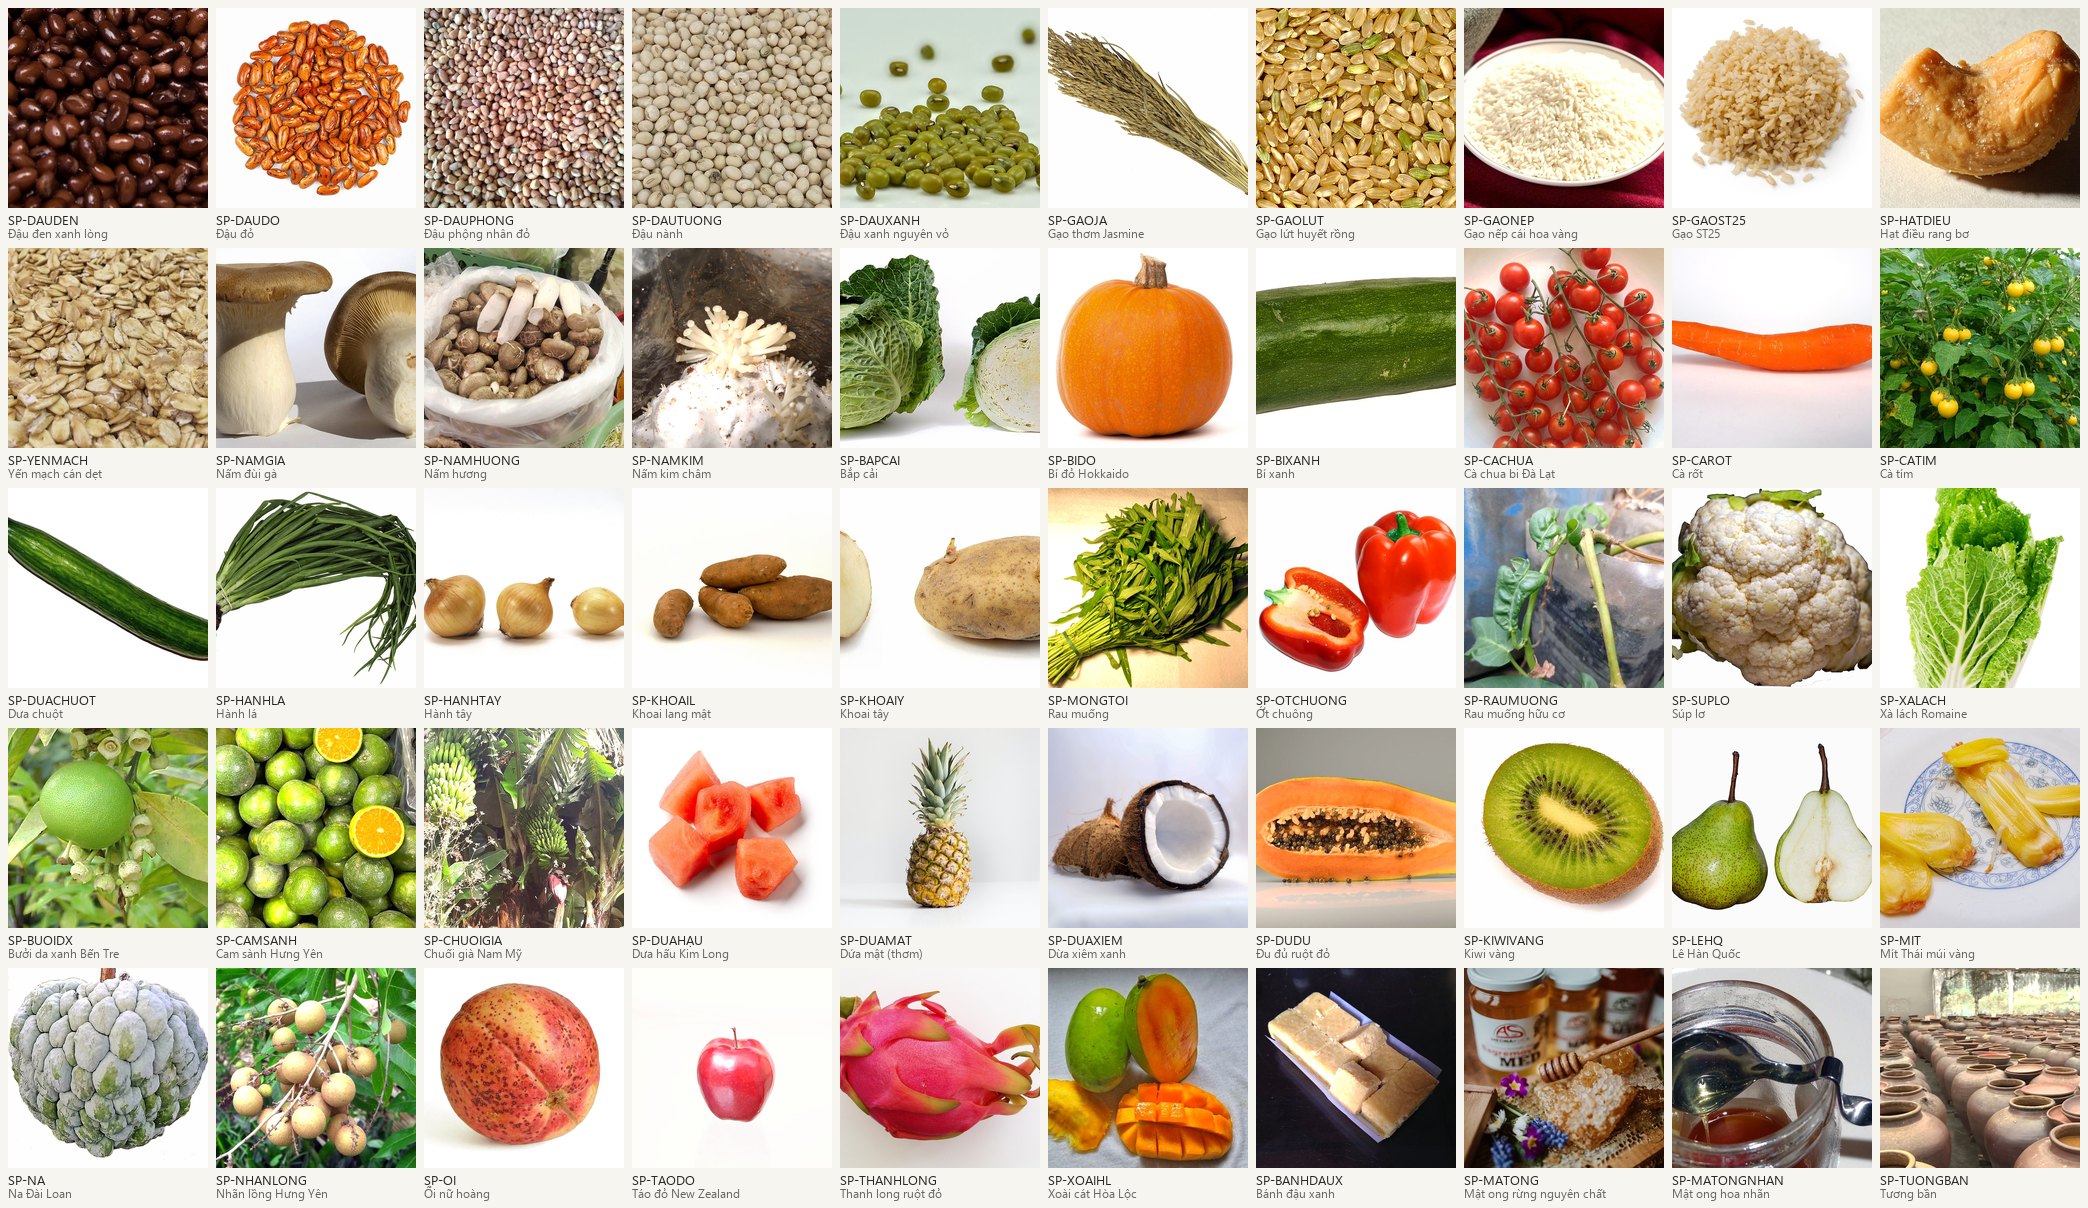 SP-DAUDEN
Đậu đen xanh lòng
SP-DAUDO
Đậu đỏ
SP-DAUPHONG
Đậu phộng nhân đỏ
SP-DAUTUONG
Đậu nành
SP-DAUXANH
Đậu xanh nguyên vỏ
SP-GAOJA
Gạo thơm Jasmine
SP-GAOLUT
Gạo lứt huyết rồng
SP-GAONEP
Gạo nếp cái hoa vàng
SP-GAOST25
Gạo ST25
SP-HATDIEU
Hạt điều rang bơ
SP-YENMACH
Yến mạch cán dẹt
SP-NAMGIA
Nấm đùi gà
SP-NAMHUONG
Nấm hương
SP-NAMKIM
Nấm kim châm
SP-BAPCAI
Bắp cải
SP-BIDO
Bí đỏ Hokkaido
SP-BIXANH
Bí xanh
SP-CACHUA
Cà chua bi Đà Lạt
SP-CAROT
Cà rốt
SP-CATIM
Cà tím
SP-DUACHUOT
Dưa chuột
SP-HANHLA
Hành lá
SP-HANHTAY
Hành tây
SP-KHOAIL
Khoai lang mật
SP-KHOAIY
Khoai tây
SP-MONGTOI
Rau muống
SP-OTCHUONG
Ớt chuông
SP-RAUMUONG
Rau muống hữu cơ
SP-SUPLO
Súp lơ
SP-XALACH
Xà lách Romaine
SP-BUOIDX
Bưởi da xanh Bến Tre
SP-CAMSANH
Cam sành Hưng Yên
SP-CHUOIGIA
Chuối già Nam Mỹ
SP-DUAHAU
Dưa hấu Kim Long
SP-DUAMAT
Dứa mật (thơm)
SP-DUAXIEM
Dừa xiêm xanh
SP-DUDU
Đu đủ ruột đỏ
SP-KIWIVANG
Kiwi vàng
SP-LEHQ
Lê Hàn Quốc
SP-MIT
Mít Thái múi vàng
AS
MED
SP-NA
Na Đài Loan
SP-NHANLONG
Nhãn lồng Hưng Yên
SP-OI
Ổi nữ hoàng
SP-TAODO
Táo đỏ New Zealand
SP-THANHLONG
Thanh long ruột đỏ
SP-XOAIHL
Xoài cát Hòa Lộc
SP-BANHDAUX
Bánh đậu xanh
SP-MATONG
Mật ong rừng nguyên chất
SP-MATONGNHAN
Mật ong hoa nhãn
SP-TUONGBAN
Tương bần